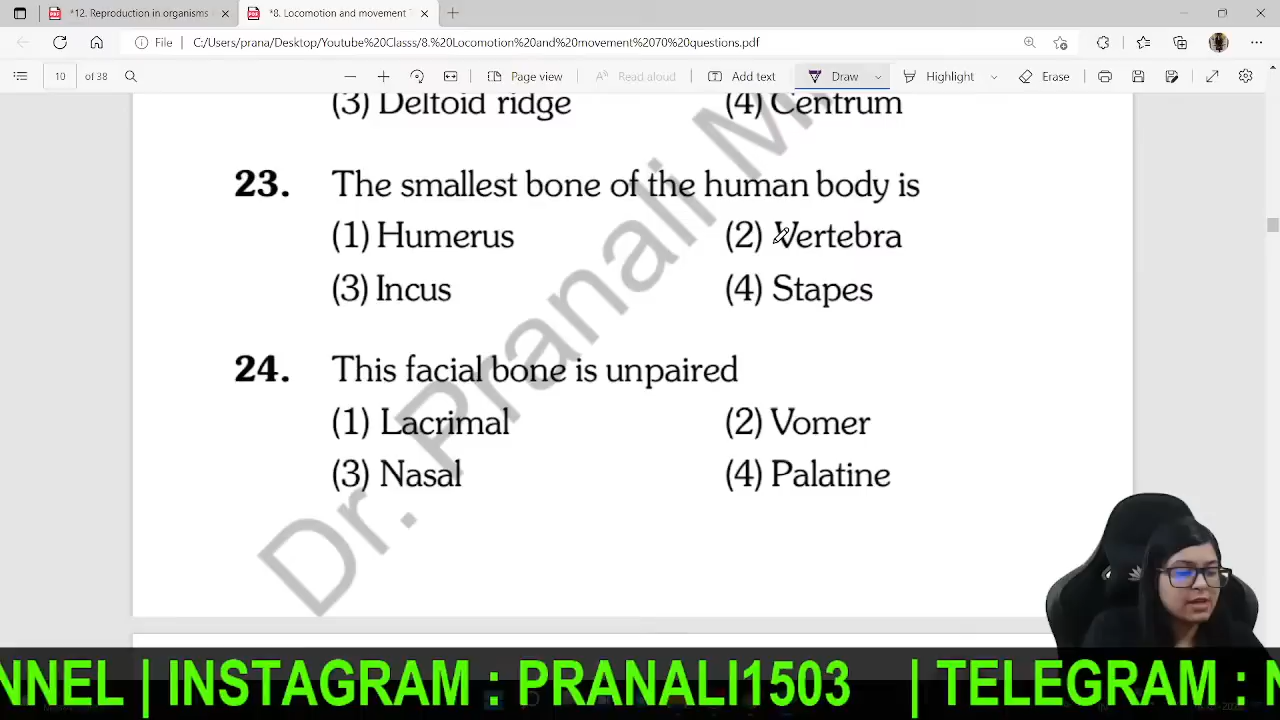 *12. Reproduction in organisms
*8. Locomotion and movement
File
C:/Users/prana/Desktop/Youtube%20Classs/8.%20Locomotion%20and%20movement%2070%20questions.pdf
10 of 38
Page view
Read aloud
Add text
Draw
Highlight
Erase
(3) Deltoid ridge (4) Centrum
23. The smallest bone of the human body is
(1) Humerus (2) Vertebra
(3) Incus (4) Stapes
24. This facial bone is unpaired
(1) Lacrimal (2) Vomer
(3) Nasal (4) Palatine
Dr. Pranali M
NNEL | INSTAGRAM : PRANALI1503 | TELEGRAM : N